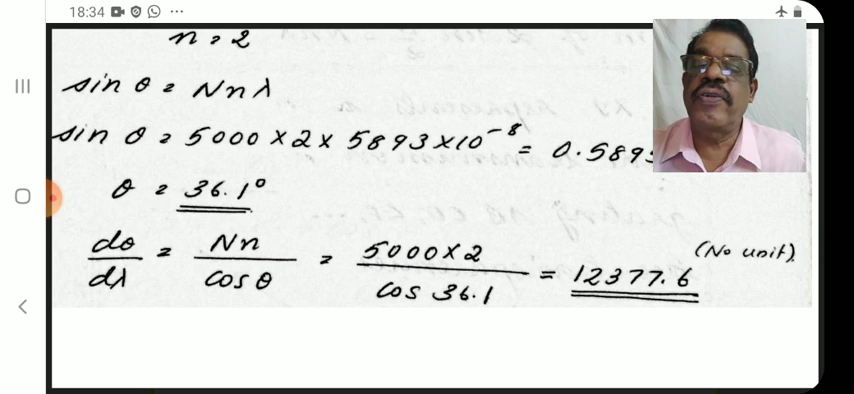 18:34
n = 2
sin θ = Nnλ
sin θ = 5000 × 2 × 5893 × 10⁻⁸ = 0.5893
θ = 36.1°
dθ/dλ = Nn/cos θ = 5000×2/cos 36.1 = 12377.6 (No unit)